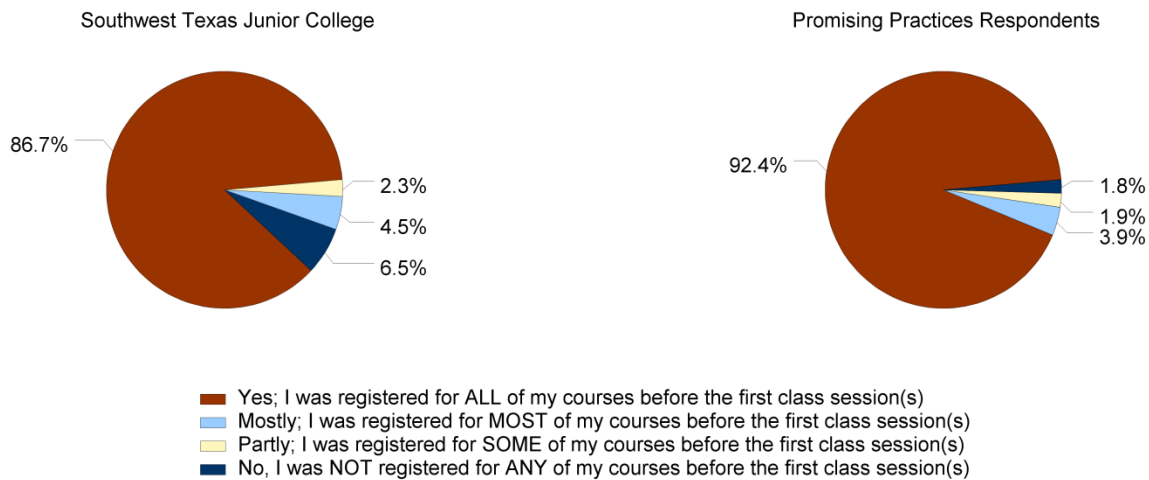 Southwest Texas Junior College
Promising Practices Respondents
86.7%
2.3%
4.5%
6.5%
92.4%
1.8%
1.9%
3.9%
Yes; I was registered for ALL of my courses before the first class session(s)
Mostly; I was registered for MOST of my courses before the first class session(s)
Partly; I was registered for SOME of my courses before the first class session(s)
No, I was NOT registered for ANY of my courses before the first class session(s)